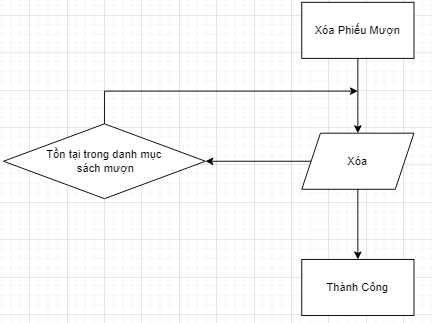 Xóa Phiếu Mượn
Tồn tại trong danh mục
sách mượn
Xóa
Thành Công